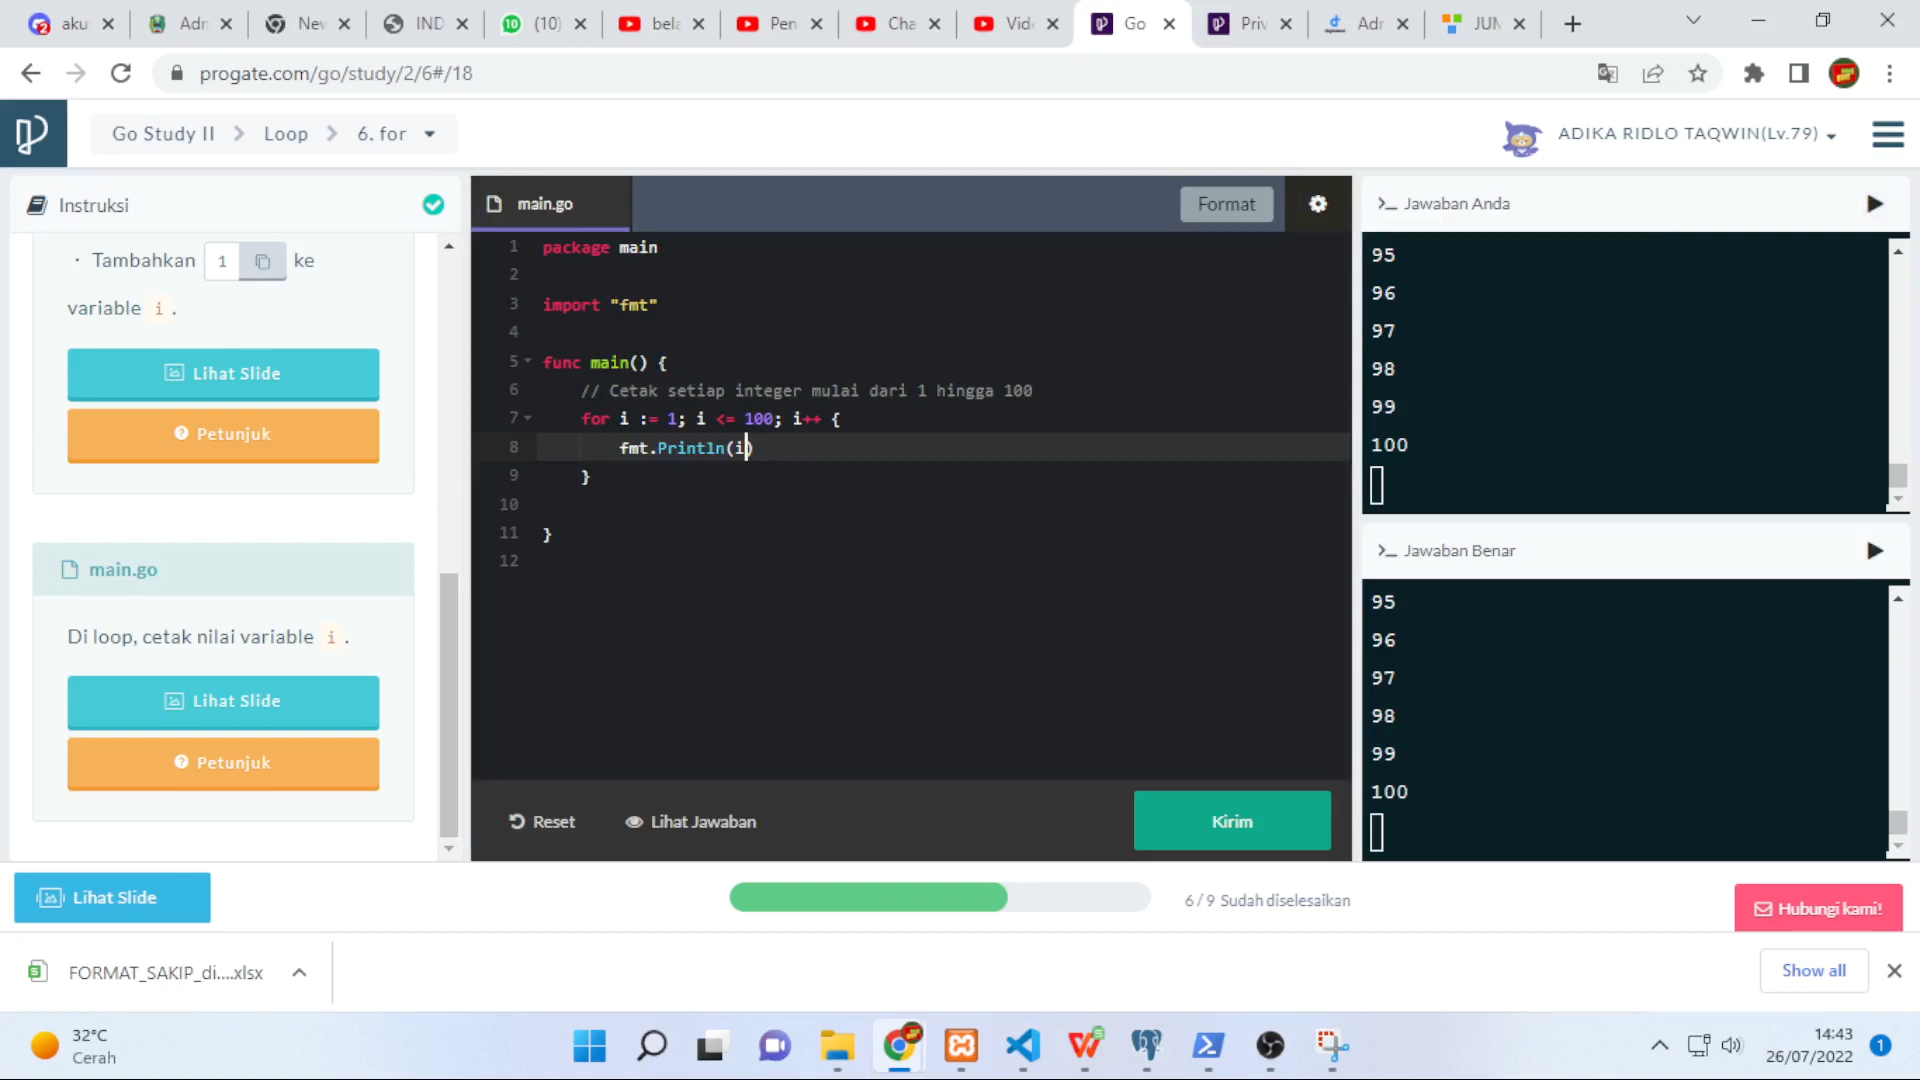 aku
Adm
New
IND
(10)
bela
Pen
Cha
Vide
Go
Priv
Adr
JUM
progate.com/go/study/2/6#/18
Go Study II
Loop
6. for
ADIKA RIDLO TAQWIN(Lv.79)
Instruksi
· Tambahkan 1 ke
variable i .
Lihat Slide
Petunjuk
main.go
Di loop, cetak nilai variable i .
Lihat Slide
Petunjuk
main.go
Format
1 package main
2
3 import "fmt"
4
5 func main() {
6 // Cetak setiap integer mulai dari 1 hingga 100
7 for i := 1; i <= 100; i++ {
8 fmt.Println(i)
9 }
10
11 }
12
Reset
Lihat Jawaban
Kirim
Jawaban Anda
95
96
97
98
99
100
Jawaban Benar
95
96
97
98
99
100
Lihat Slide
6 / 9 Sudah diselesaikan
Hubungi kami!
FORMAT_SAKIP_di....xlsx
Show all
32°C
Cerah
14:43
26/07/2022
1